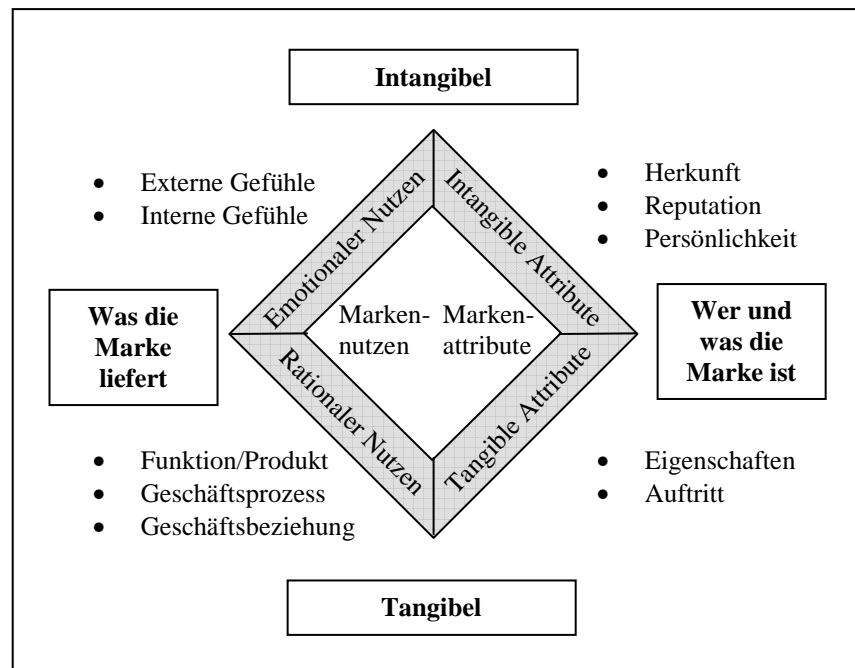 Intangibel
• Externe Gefühle
• Interne Gefühle
• Herkunft
• Reputation
• Persönlichkeit
Emotionaler Nutzen
Intangible Attribute
Was die
Marke
liefert
Marken-
nutzen
Marken-
attribute
Wer und
was die
Marke ist
Rationaler Nutzen
Tangible Attribute
• Funktion/Produkt
• Geschäftsprozess
• Geschäftsbeziehung
• Eigenschaften
• Auftritt
Tangibel